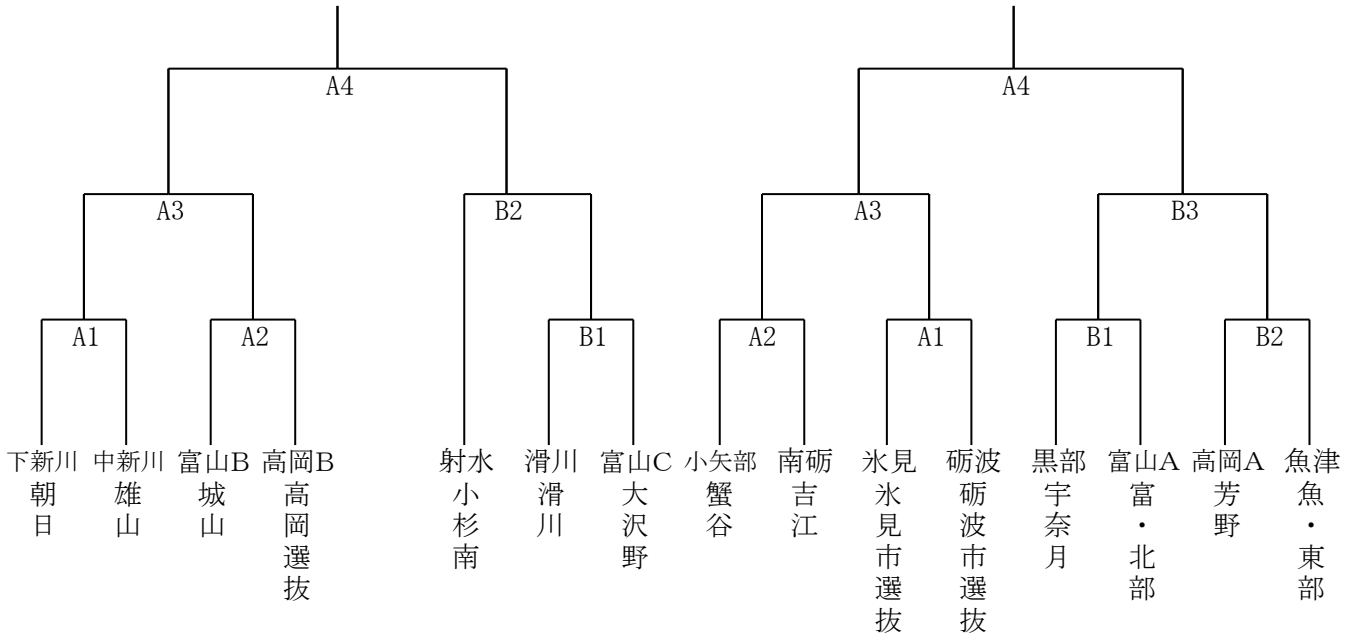 A4
A4
A3
B2
A3
B3
A1
A2
B1
A2
A1
B1
B2
下新川
朝日
中新川
雄山
富山B
城山
高岡B
高岡選抜
射水
小杉南
滑川
滑川
富山C
大沢野
小矢部
蟹谷
南砺
吉江
氷見
氷見市選抜
砺波
砺波市選抜
黒部
宇奈月
富山A
富・北部
高岡A
芳野
魚津
魚・東部